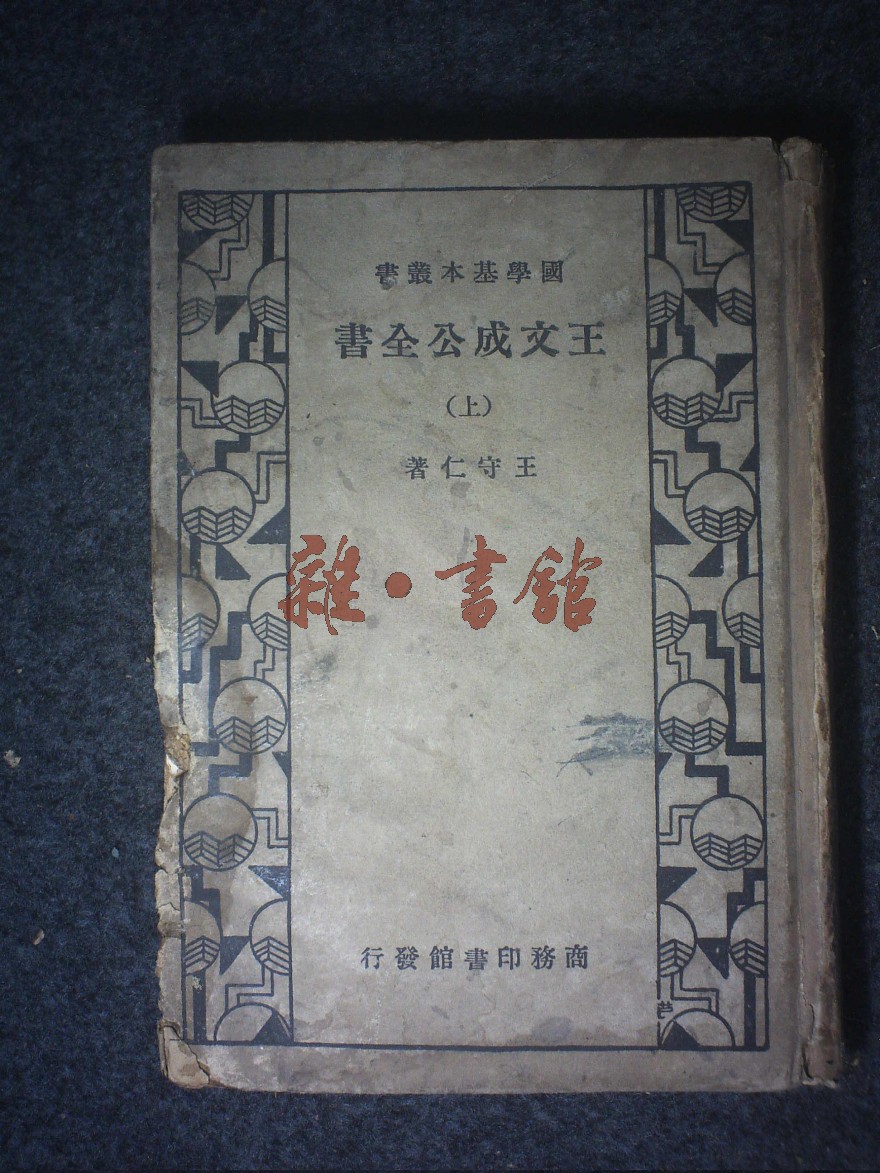 國學基本叢書
王文成公全書
(上)
王守仁著
雜·書館
商務印書館發行